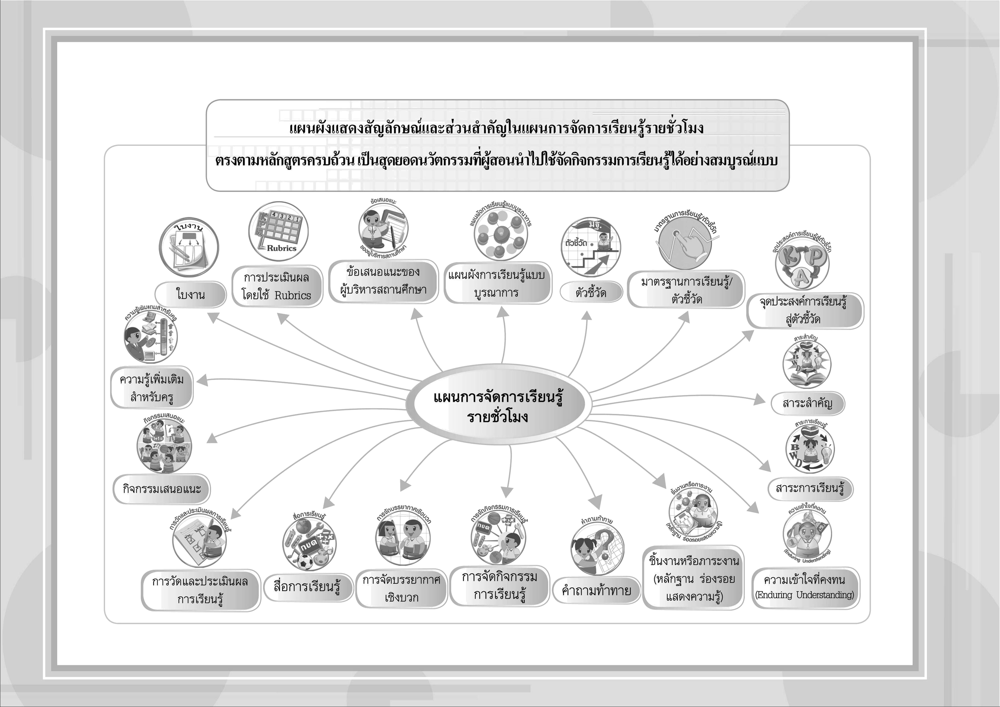 แผนผังแสดงสัญลักษณ์และส่วนสำคัญในแผนการจัดการเรียนรู้รายชั่วโมง
ตรงตามหลักสูตรครบถ้วน เป็นสุดยอดนวัตกรรมที่ผู้สอนนำไปใช้จัดกิจกรรมการเรียนรู้ได้อย่างสมบูรณ์แบบ
ใบงาน
ใบงาน
K P A
4 3 2 1
Rubrics
การประเมินผล
โดยใช้ Rubrics
ข้อเสนอแนะ
ของผู้บริหารสถานศึกษา
ข้อเสนอแนะของ
ผู้บริหารสถานศึกษา
แผนผังการเรียนรู้แบบบูรณาการ
แผนผังการเรียนรู้แบบ
บูรณาการ
มฐ.
ตัวชี้วัด
ตัวชี้วัด
มาตรฐานการเรียนรู้/ตัวชี้วัด
มาตรฐานการเรียนรู้/
ตัวชี้วัด
จุดประสงค์การเรียนรู้สู่ตัวชี้วัด
K P
A
จุดประสงค์การเรียนรู้
สู่ตัวชี้วัด
สาระสำคัญ
B
W
D
สาระสำคัญ
สาระการเรียนรู้
B
W
D
สาระการเรียนรู้
ความเข้าใจที่คงทน
(Enduring Understanding)
ความเข้าใจที่คงทน
(Enduring Understanding)
ชิ้นงานหรือภาระงาน
(หลักฐาน ร่องรอยแสดงความรู้)
ชิ้นงานหรือภาระงาน
(หลักฐาน ร่องรอย
แสดงความรู้)
คำถามท้าทาย
คำถามท้าทาย
การจัดกิจกรรมการเรียนรู้
กขค
การจัดกิจกรรม
การเรียนรู้
การจัดบรรยากาศเชิงบวก
การจัดบรรยากาศ
เชิงบวก
สื่อการเรียนรู้
กขค
สื่อการเรียนรู้
การวัดและประเมินผลการเรียนรู้
ผ่าน ไม่ผ่าน
การวัดและประเมินผล
การเรียนรู้
กิจกรรมเสนอแนะ
1+1=
กิจกรรมเสนอแนะ
ความรู้เพิ่มเติมสำหรับครู
ความรู้เพิ่มเติม
สำหรับครู
แผนการจัดการเรียนรู้
รายชั่วโมง